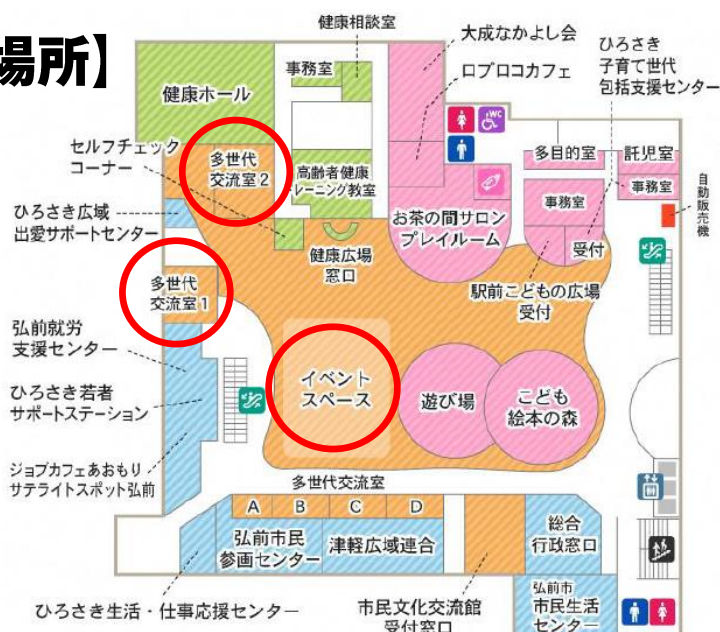 場所】
健康相談室
大成なかよし会
ロブロコカフェ
ひろさき
子育て世代
包括支援センター
事務室
健康ホール
WC
セルフチェック
コーナー
多世代
交流室2
高齢者健康
トレーニング教室
多目的室
託児室
事務室
事務室
自動販売機
ひろさき広域
出愛サポートセンター
お茶の間サロン
プレイルーム
受付
健康広場
窓口
駅前こどもの広場
受付
多世代
交流室1
弘前就労
支援センター
イベント
スペース
遊び場
こども
絵本の森
ひろさき若者
サポートステーション
ジョブカフェあおもり
サテライトスポット弘前
多世代交流室
A B C D
弘前市民
参画センター
津軽広域連合
総合
行政窓口
ひろさき生活・仕事応援センター
市民文化交流館
受付窓口
弘前市
市民生活
センター